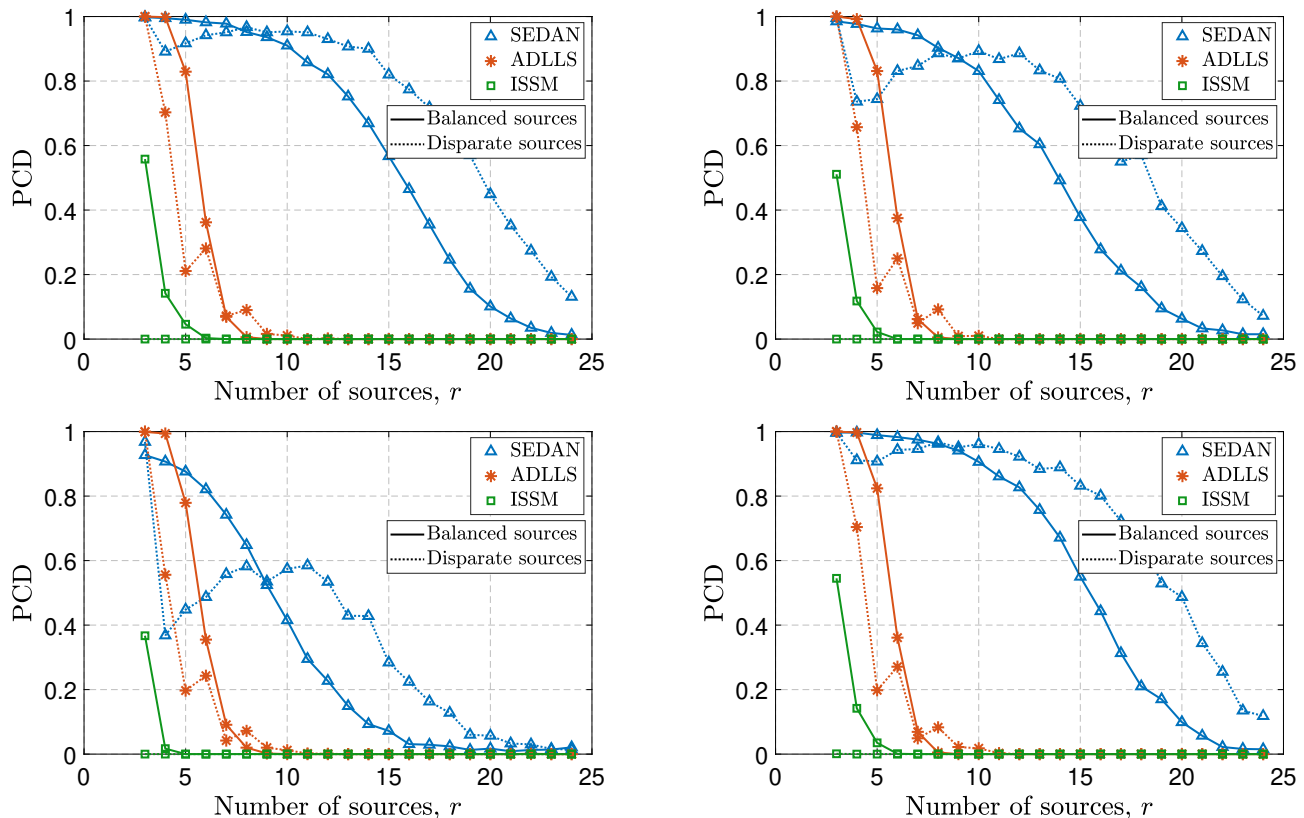 1
0.8
0.6
0.4
0.2
0
PCD
SEDAN
ADLLS
ISSM
Balanced sources
Disparate sources
0 5 10 15 20 25
Number of sources, r
1
0.8
0.6
0.4
0.2
0
PCD
SEDAN
ADLLS
ISSM
Balanced sources
Disparate sources
0 5 10 15 20 25
Number of sources, r
1
0.8
0.6
0.4
0.2
0
PCD
SEDAN
ADLLS
ISSM
Balanced sources
Disparate sources
0 5 10 15 20 25
Number of sources, r
1
0.8
0.6
0.4
0.2
0
PCD
SEDAN
ADLLS
ISSM
Balanced sources
Disparate sources
0 5 10 15 20 25
Number of sources, r